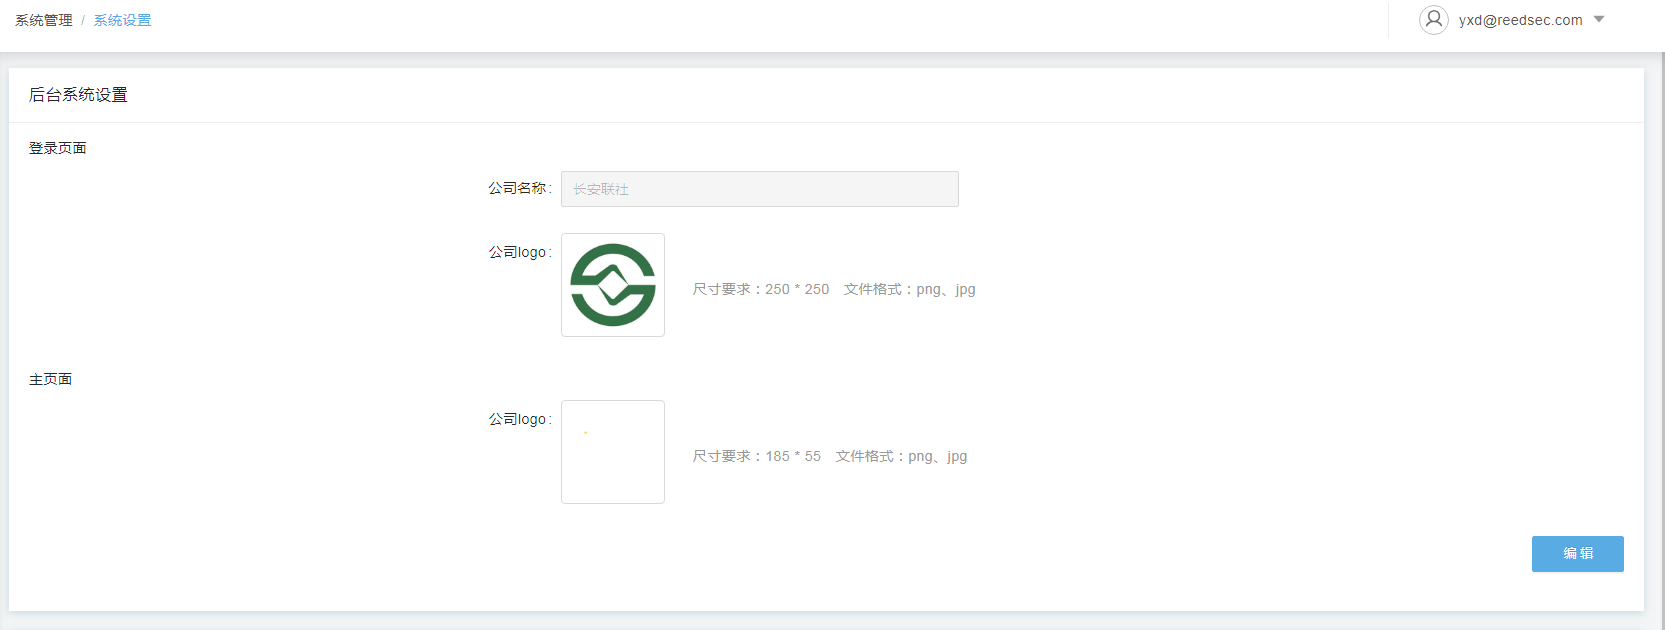 系统管理 / 系统设置
yxd@reedsec.com
后台系统设置
登录页面
公司名称:
长安联社
公司logo:
尺寸要求：250 * 250 文件格式：png、jpg
主页面
公司logo:
尺寸要求：185 * 55 文件格式：png、jpg
编 辑